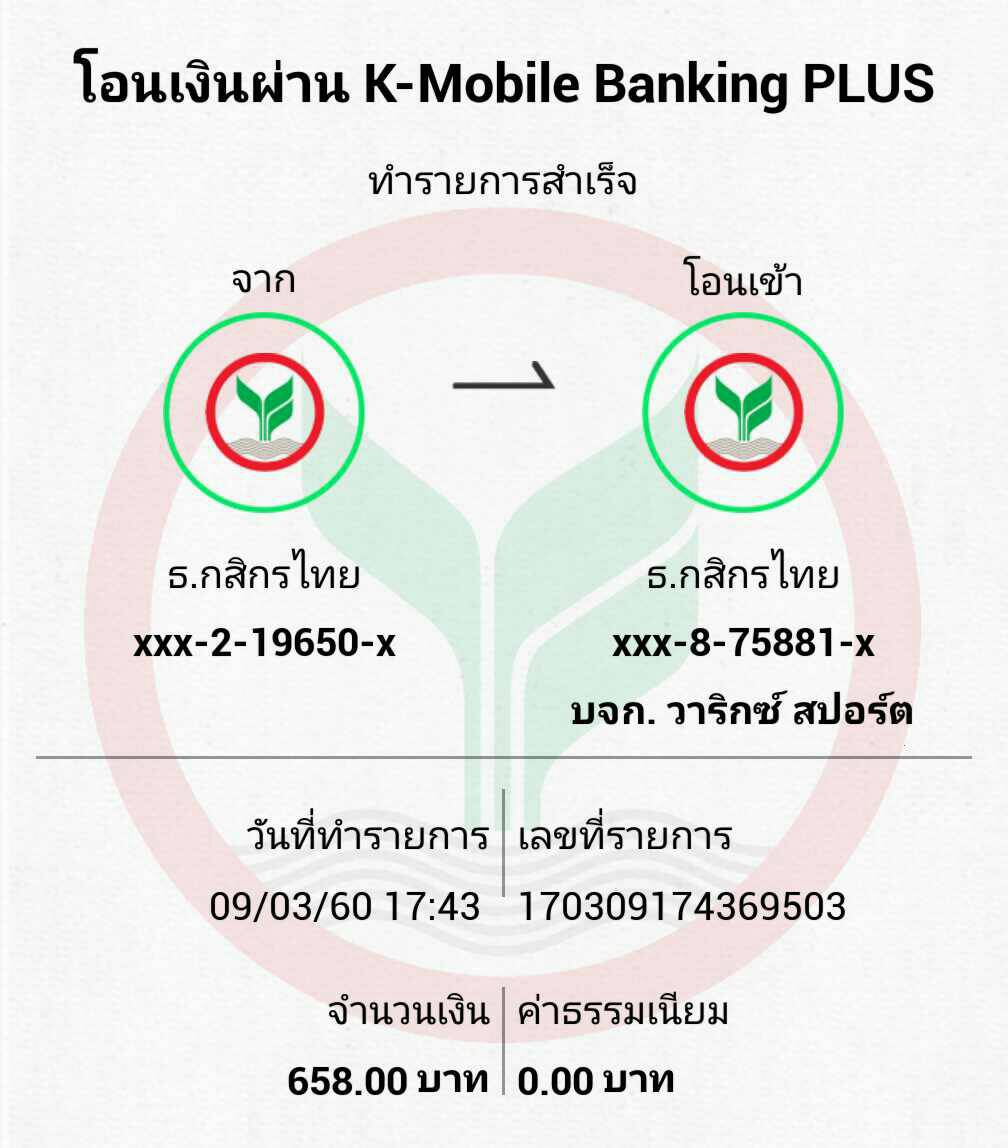 โอนเงินผ่าน K-Mobile Banking PLUS
ทำรายการสำเร็จ
จาก
โอนเข้า
ธ.กสิกรไทย
xxx-2-19650-x
ธ.กสิกรไทย
xxx-8-75881-x
บจก. วาริกซ์ สปอร์ต
วันที่ทำรายการ
09/03/60 17:43
เลขที่รายการ
170309174369503
จำนวนเงิน
658.00 บาท
ค่าธรรมเนียม
0.00 บาท